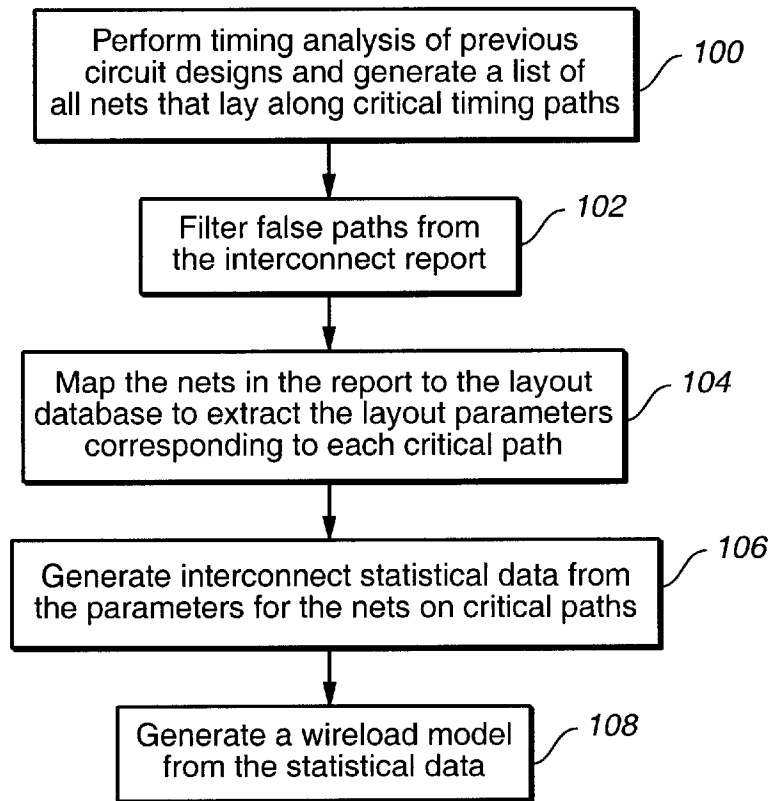 Perform timing analysis of previous
circuit designs and generate a list of
all nets that lay along critical timing paths
100
Filter false paths from
the interconnect report
102
Map the nets in the report to the layout
database to extract the layout parameters
corresponding to each critical path
104
Generate interconnect statistical data from
the parameters for the nets on critical paths
106
Generate a wireload model
from the statistical data
108